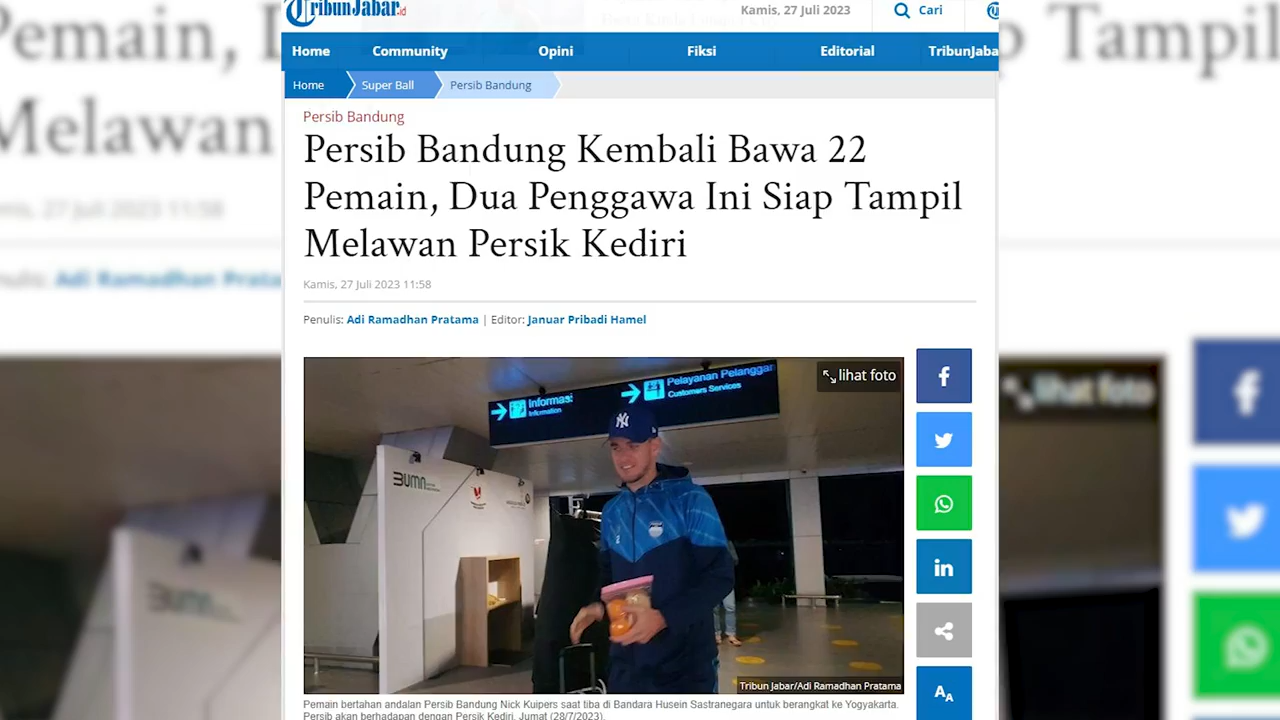 TribunJabar.id
Kamis, 27 Juli 2023
Cari
Home Community Opini Fiksi Editorial TribunJaba
Home Super Ball Persib Bandung
Persib Bandung
Persib Bandung Kembali Bawa 22
Pemain, Dua Penggawa Ini Siap Tampil
Melawan Persik Kediri
Kamis, 27 Juli 2023 11:58
Penulis: Adi Ramadhan Pratama | Editor: Januar Pribadi Hamel
lihat foto
Informasi
Information
Pelayanan Pelanggan
Customers Services
NY
BUMN
Tribun Jabar/Adi Ramadhan Pratama
f
in
AA
Pemain bertahan andalan Persib Bandung Nick Kuipers saat tiba di Bandara Husein Sastranegara untuk berangkat ke Yogyakarta.
Persib akan berhadapan dengan Persik Kediri, Jumat (28/7/2023).